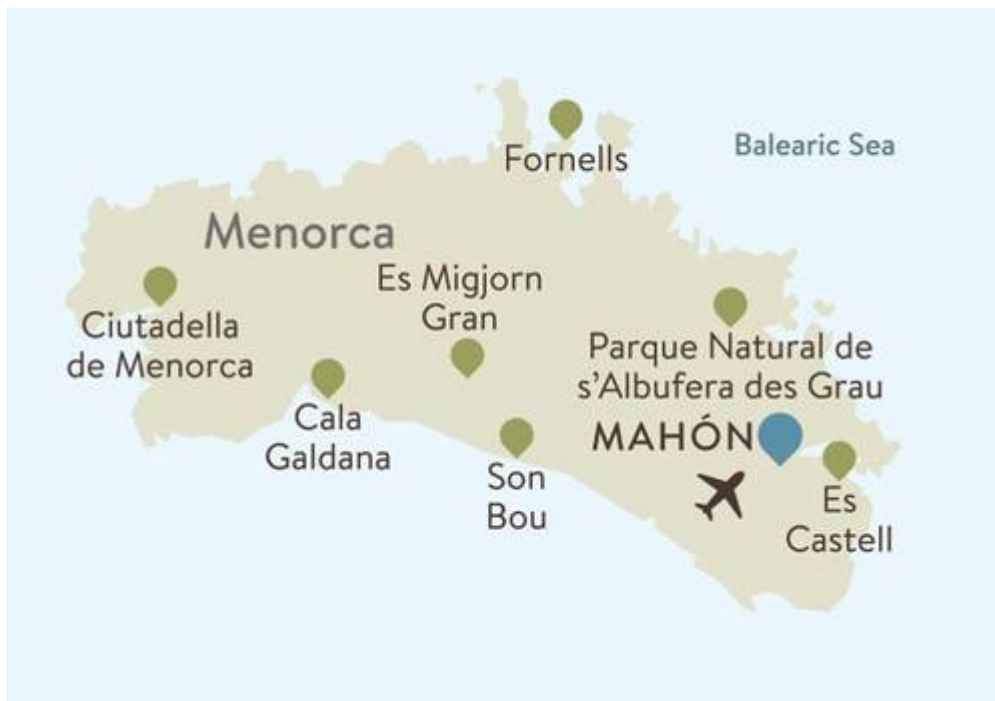 Fornells
Balearic Sea
Menorca
Es Migjorn
Gran
Ciutadella
de Menorca
Parque Natural de
s'Albufera des Grau
Cala
Galdana
MAHÓN
Son
Bou
Es
Castell